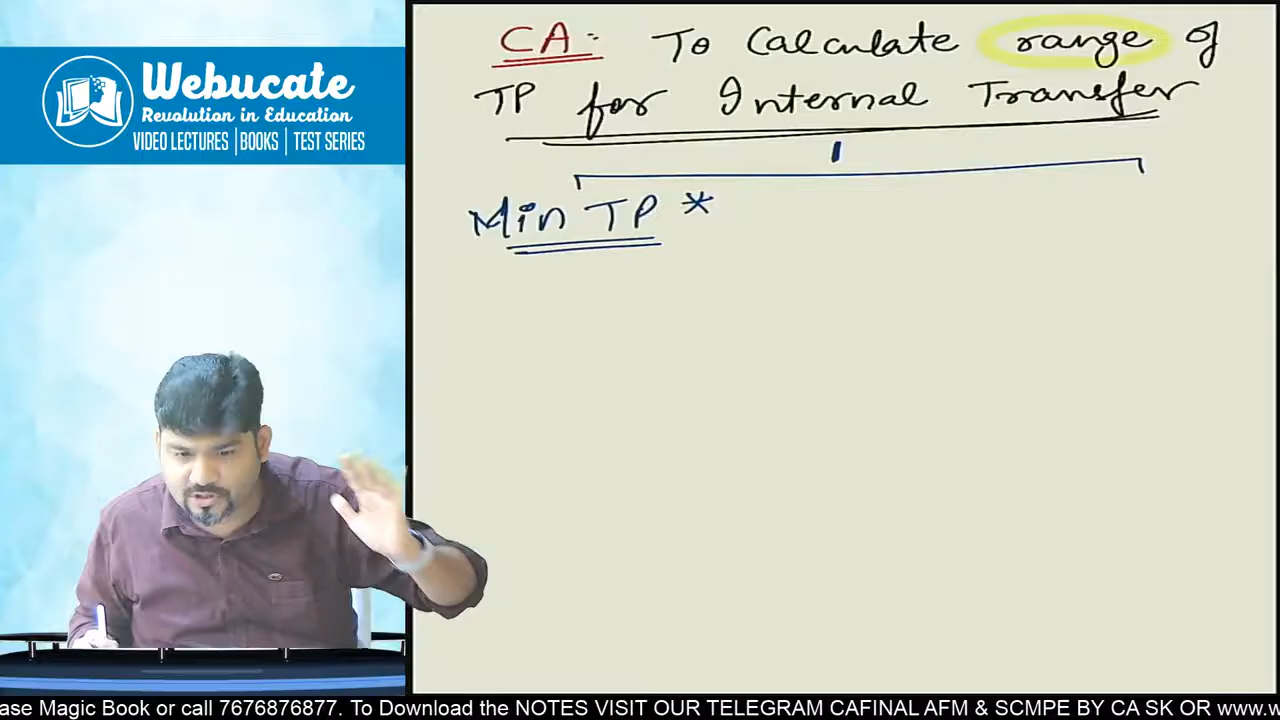 Webucate
Revolution in Education
VIDEO LECTURES | BOOKS | TEST SERIES
CA:- To Calculate range of
TP for Internal Transfer
Min TP *
ase Magic Book or call 7676876877. To Download the NOTES VISIT OUR TELEGRAM CAFINAL AFM & SCMPE BY CA SK OR www.w